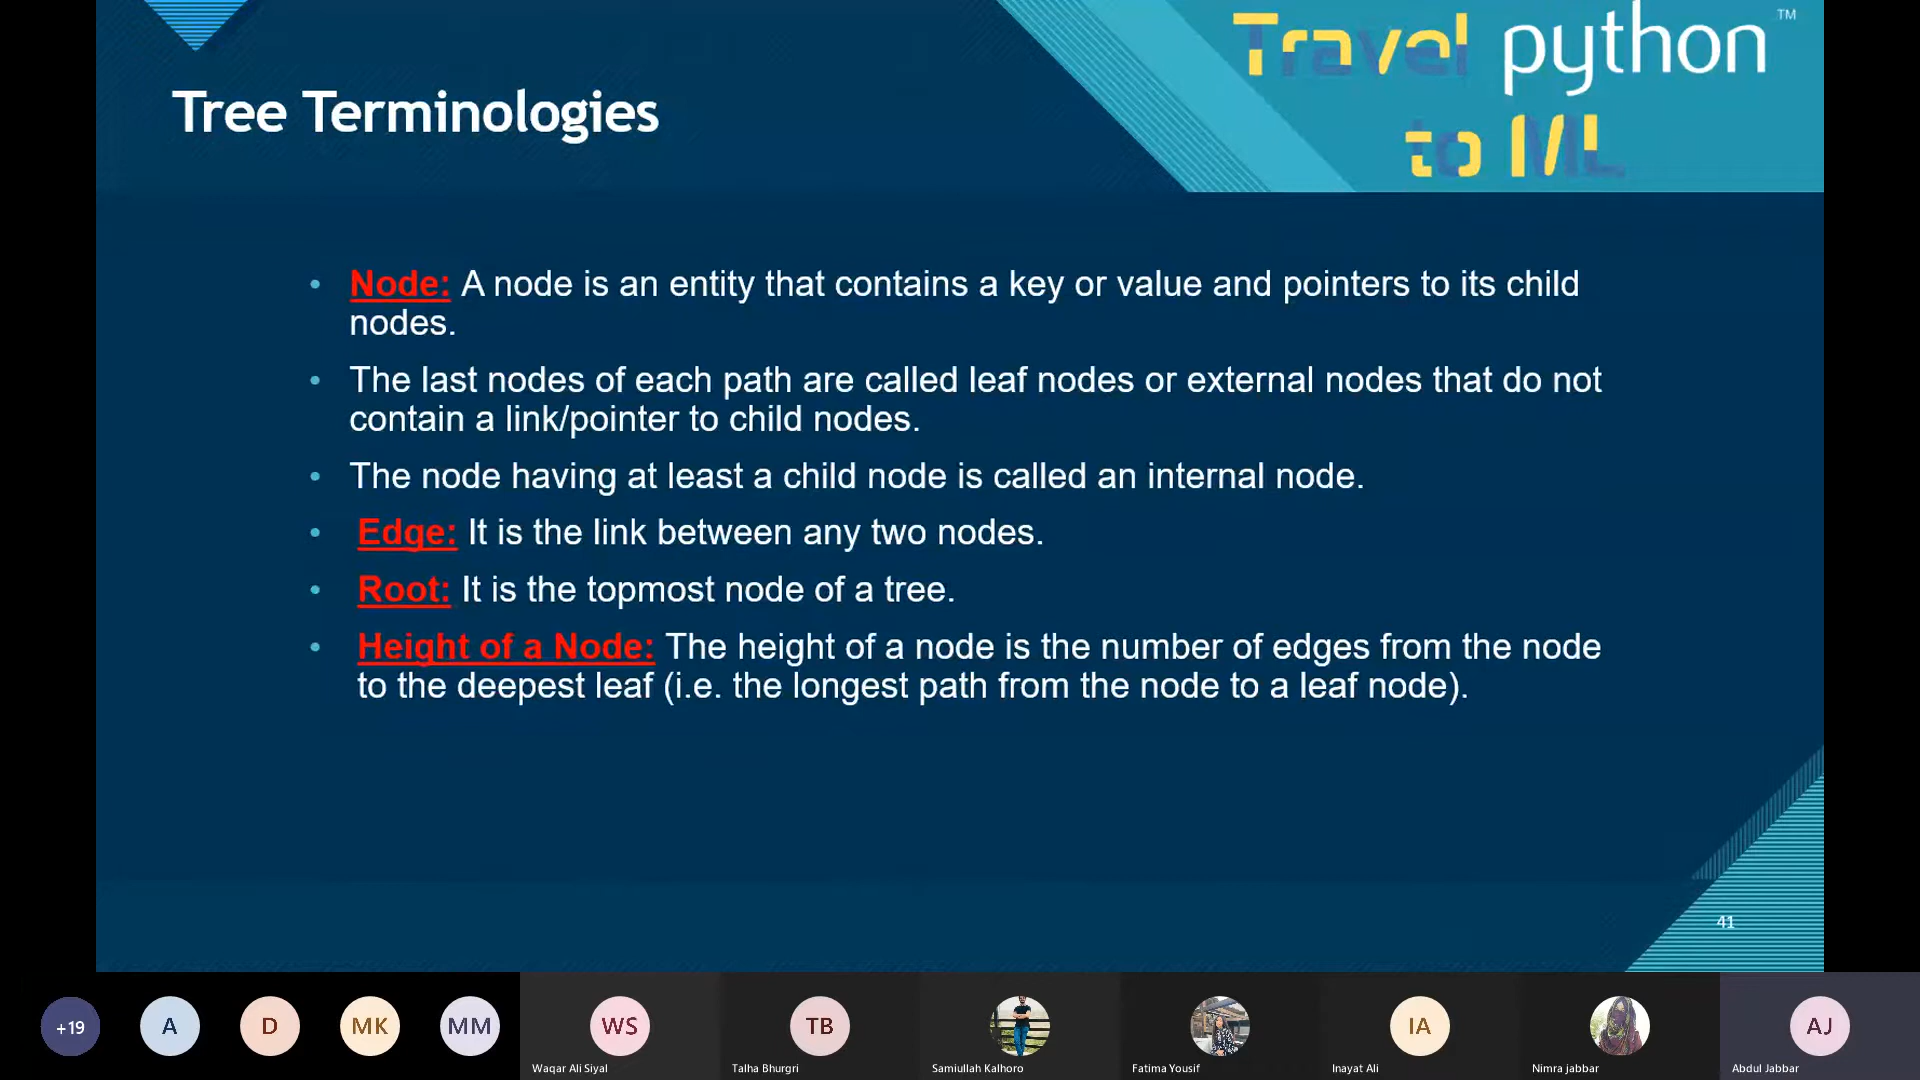 Travel python™
to ML
Tree Terminologies
• Node: A node is an entity that contains a key or value and pointers to its child
nodes.
• The last nodes of each path are called leaf nodes or external nodes that do not
contain a link/pointer to child nodes.
• The node having at least a child node is called an internal node.
• Edge: It is the link between any two nodes.
• Root: It is the topmost node of a tree.
• Height of a Node: The height of a node is the number of edges from the node
to the deepest leaf (i.e. the longest path from the node to a leaf node).
41
+19 A D MK MM WS TB IA AJ
Waqar Ali Siyal Talha Bhurgri Samiullah Kalhoro Fatima Yousif Inayat Ali Nimra jabbar Abdul Jabbar